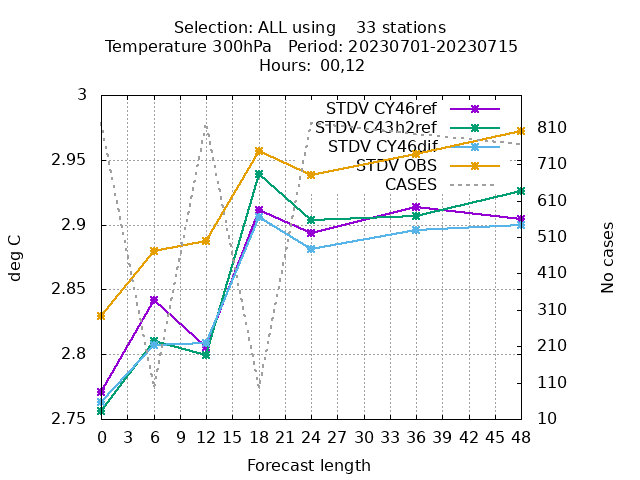 Selection: ALL using    33 stations
Temperature 300hPa   Period: 20230701-20230715
Hours:  00,12
STDV CY46ref
STDV C43h2ref
STDV CY46dif
STDV OBS
CASES
3
2.95
2.9
2.85
2.8
2.75
deg C
810
710
610
510
410
310
210
110
10
No cases
0 3 6 9 12 15 18 21 24 27 30 33 36 39 42 45 48
Forecast length